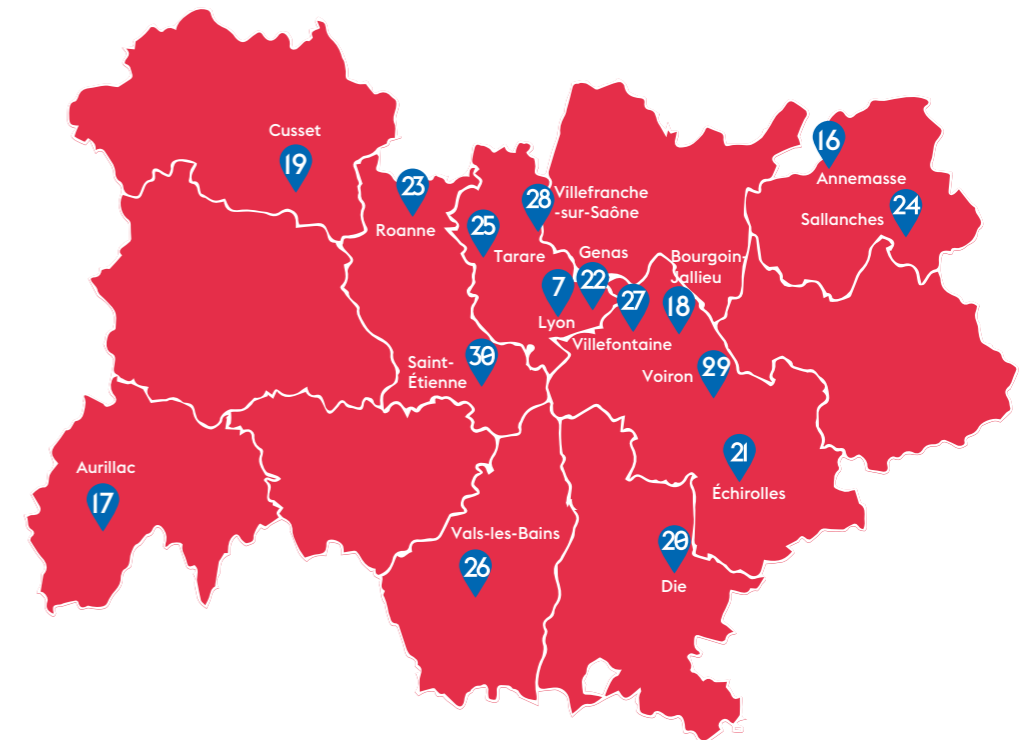 Cusset
19
16
Annemasse
23
Roanne
28
Villefranche
-sur-Saône
24
Sallanches
25
Tarare
Genas
22
Bourgoin-
Jallieu
18
7
Lyon
27
Villefontaine
30
Saint-
Étienne
29
Voiron
21
Échirolles
Aurillac
17
Vals-les-Bains
26
20
Die